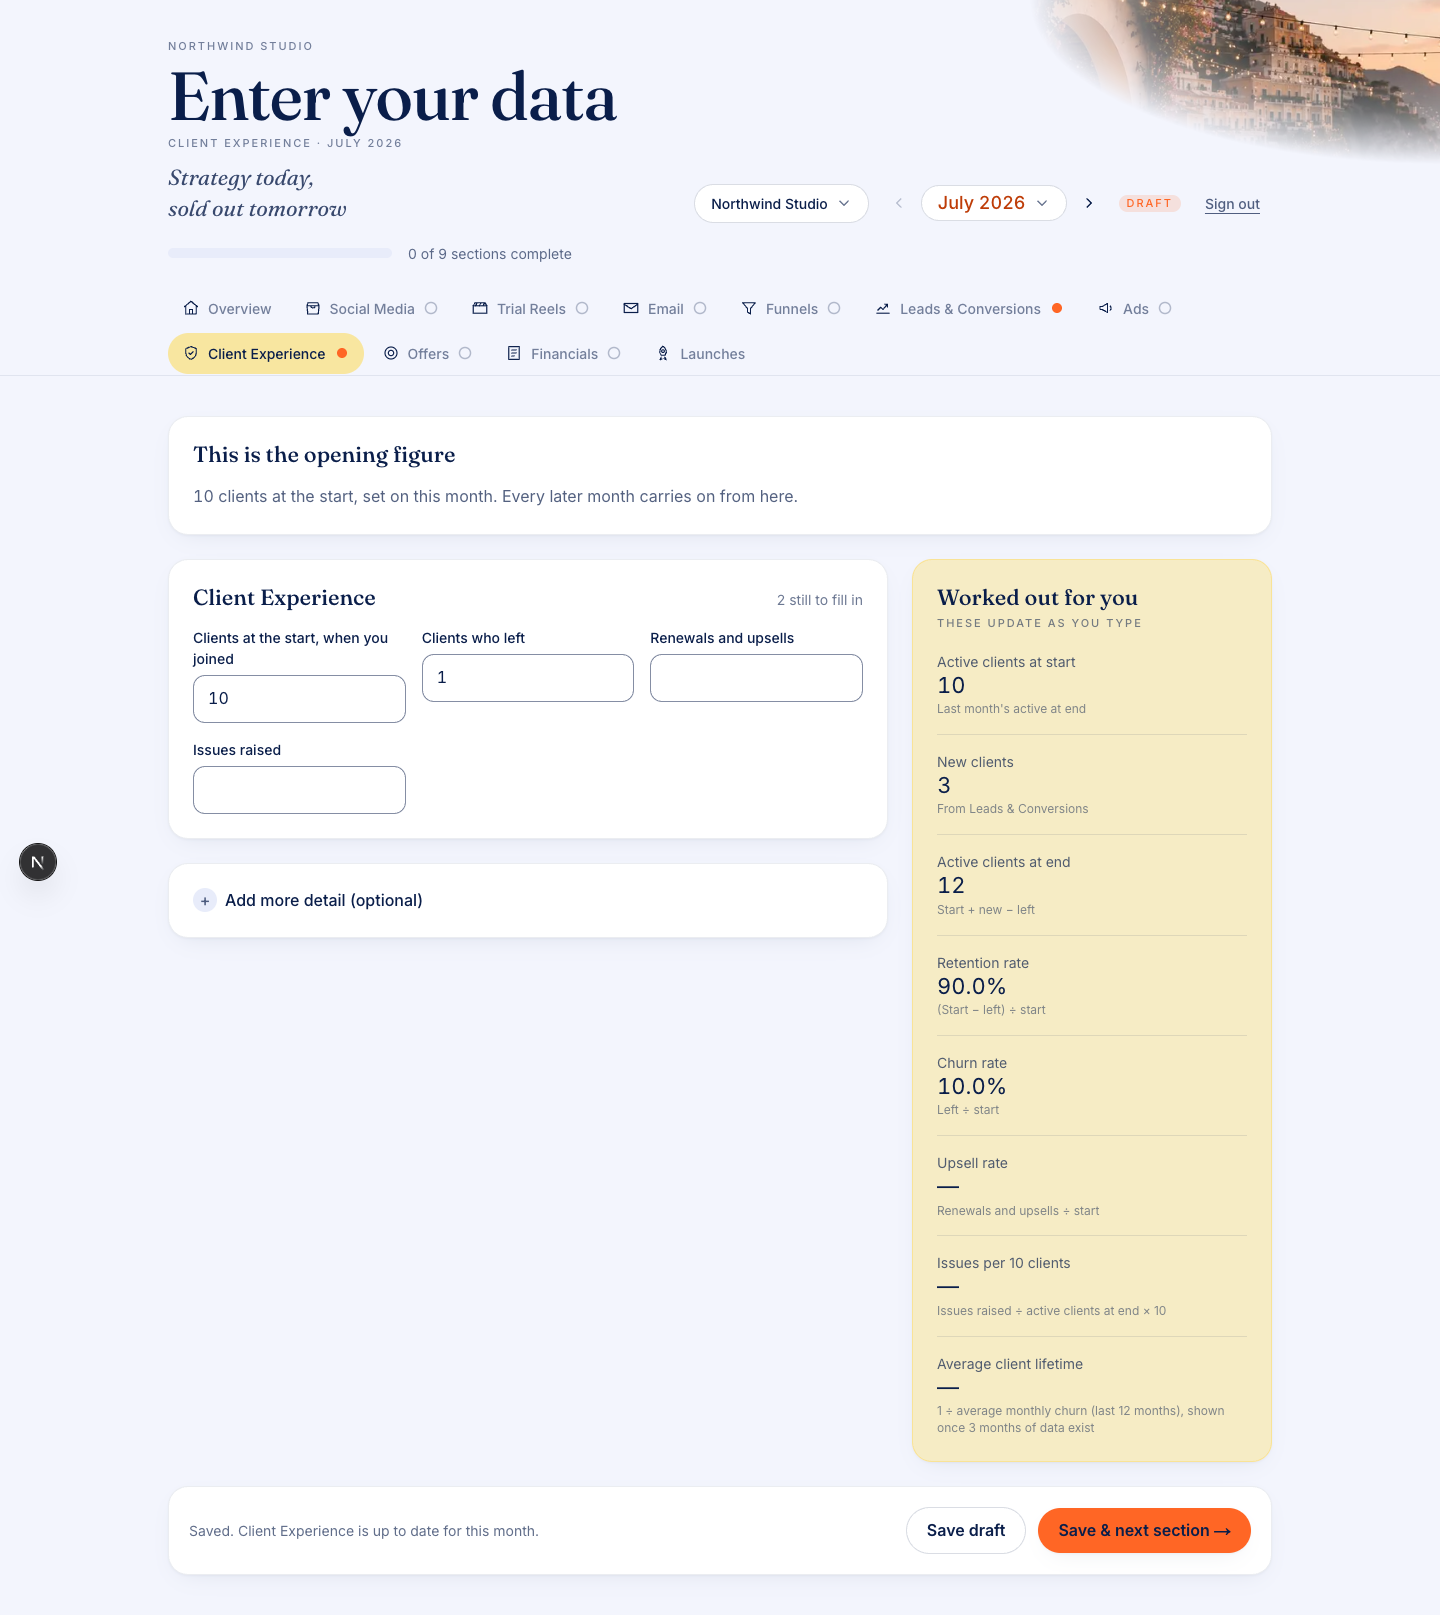 NORTHWIND STUDIO
Enter your data
CLIENT EXPERIENCE · JULY 2026
Strategy today,
sold out tomorrow
Northwind Studio
July 2026
DRAFT
Sign out
0 of 9 sections complete
Overview
Social Media
Trial Reels
Email
Funnels
Leads & Conversions
Ads
Client Experience
Offers
Financials
Launches
This is the opening figure
10 clients at the start, set on this month. Every later month carries on from here.
Client Experience
2 still to fill in
Clients at the start, when you
joined
10
Clients who left
1
Renewals and upsells
Issues raised
+ Add more detail (optional)
Worked out for you
THESE UPDATE AS YOU TYPE
Active clients at start
10
Last month's active at end
New clients
3
From Leads & Conversions
Active clients at end
12
Start + new − left
Retention rate
90.0%
(Start − left) ÷ start
Churn rate
10.0%
Left ÷ start
Upsell rate
—
Renewals and upsells ÷ start
Issues per 10 clients
—
Issues raised ÷ active clients at end × 10
Average client lifetime
—
1 ÷ average monthly churn (last 12 months), shown
once 3 months of data exist
N
Saved. Client Experience is up to date for this month.
Save draft
Save & next section →